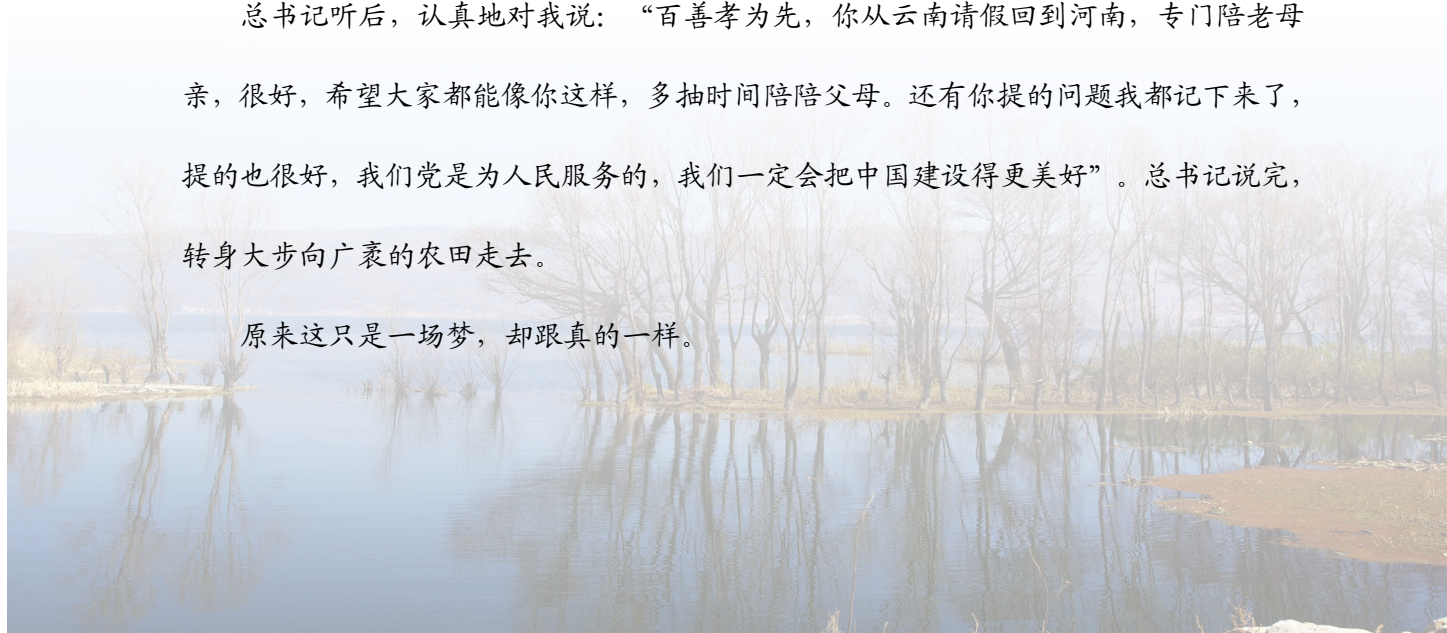 总书记听后，认真地对我说：“百善孝为先，你从云南请假回到河南，专门陪老母
亲，很好，希望大家都能像你这样，多抽时间陪陪父母。还有你提的问题我都记下来了，
提的也很好，我们党是为人民服务的，我们一定会把中国建设得更美好”。总书记说完，
转身大步向广袤的农田走去。
原来这只是一场梦，却跟真的一样。